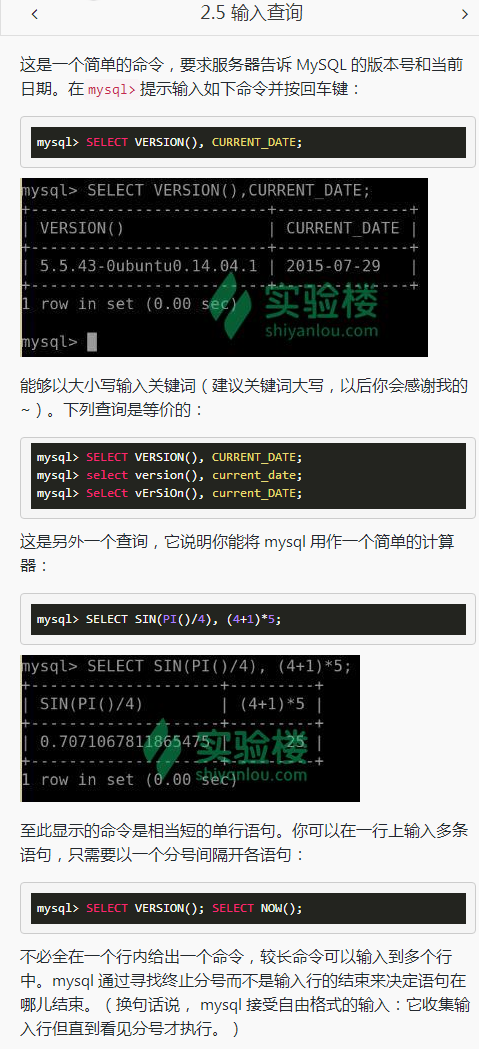 2.5 输入查询
这是一个简单的命令，要求服务器告诉 MySQL 的版本号和当前
日期。在 mysql> 提示输入如下命令并按回车键：
mysql> SELECT VERSION(), CURRENT_DATE;
mysql> SELECT VERSION(),CURRENT_DATE;
+-------------------------+--------------+
| VERSION() | CURRENT_DATE |
+-------------------------+--------------+
| 5.5.43-0ubuntu0.14.04.1 | 2015-07-29 |
+-------------------------+--------------+
1 row in set (0.00 sec)
实验楼
shiyanlou.com
mysql>
能够以大小写输入关键词（建议关键词大写，以后你会感谢我的
~）。下列查询是等价的：
mysql> SELECT VERSION(), CURRENT_DATE;
mysql> select version(), current_date;
mysql> SeLeCt vErSiOn(), current_DATE;
这是另外一个查询，它说明你能将 mysql 用作一个简单的计算
器：
mysql> SELECT SIN(PI()/4), (4+1)*5;
mysql> SELECT SIN(PI()/4), (4+1)*5;
+--------------------+---------+
| SIN(PI()/4) | (4+1)*5 |
+--------------------+---------+
| 0.7071067811865475 | 25 |
+--------------------+---------+
1 row in set (0.00 sec)
实验楼
shiyanlou.com
至此显示的命令是相当短的单行语句。你可以在一行上输入多条
语句，只需要以一个分号间隔开各语句：
mysql> SELECT VERSION(); SELECT NOW();
不必全在一个行内给出一个命令，较长命令可以输入到多个行
中。mysql 通过寻找终止分号而不是输入行的结束来决定语句在
哪儿结束。（换句话说， mysql 接受自由格式的输入：它收集输
入行但直到看见分号才执行。）